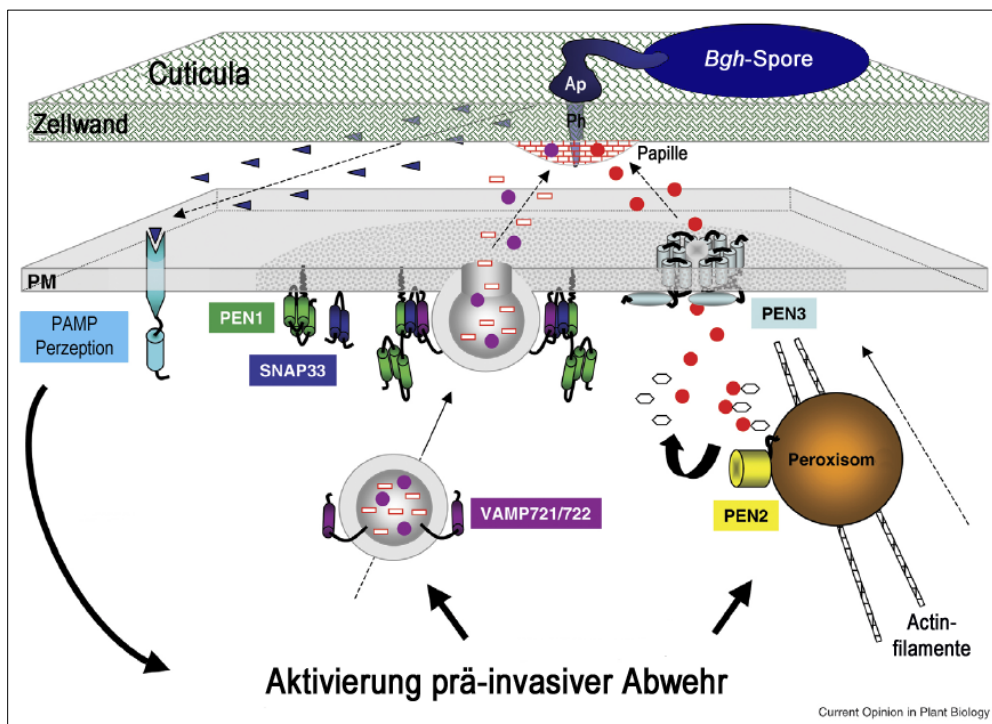 Cuticula
Bgh-Spore
Ap
Zellwand
Ph
Papille
PM
PAMP
Perzeption
PEN1
SNAP33
PEN3
VAMP721/722
Peroxisom
PEN2
Actin-
filamente
Aktivierung prä-invasiver Abwehr
Current Opinion in Plant Biology